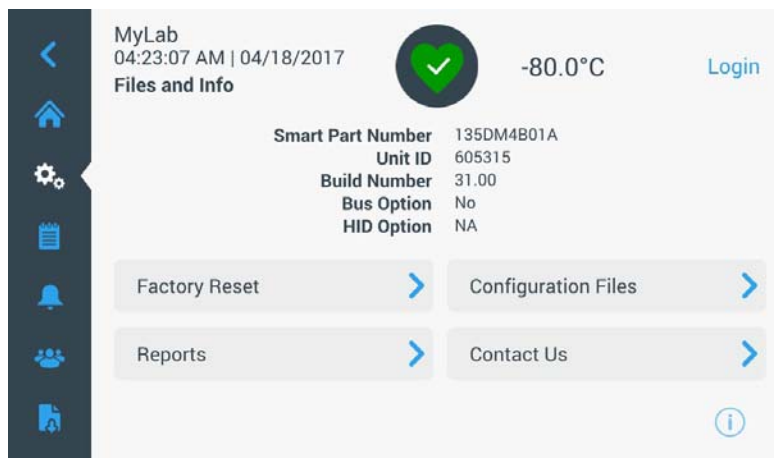 MyLab
04:23:07 AM | 04/18/2017
Files and Info
-80.0°C
Login
Smart Part Number 135DM4B01A
Unit ID 605315
Build Number 31.00
Bus Option No
HID Option NA
Factory Reset
Configuration Files
Reports
Contact Us
i